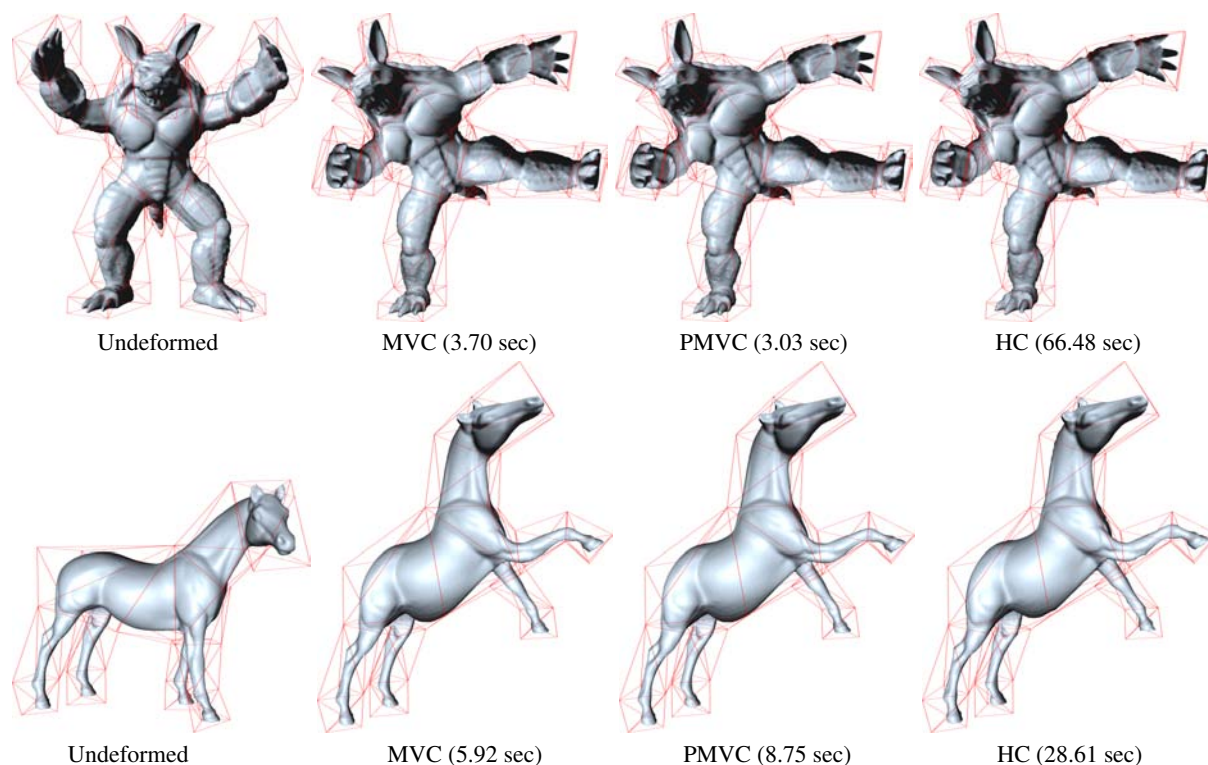 Undeformed MVC (3.70 sec) PMVC (3.03 sec) HC (66.48 sec)
Undeformed MVC (5.92 sec) PMVC (8.75 sec) HC (28.61 sec)